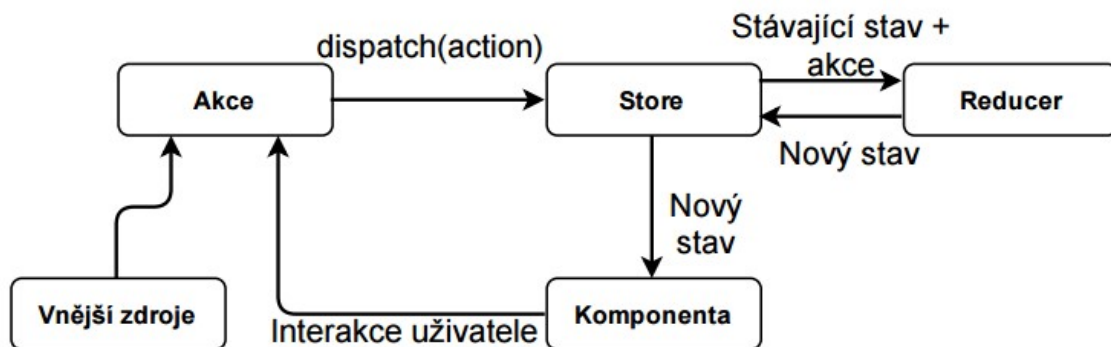 dispatch(action)
Stávající stav +
akce
Akce
Store
Reducer
Nový stav
Nový
stav
Vnější zdroje
Interakce uživatele
Komponenta